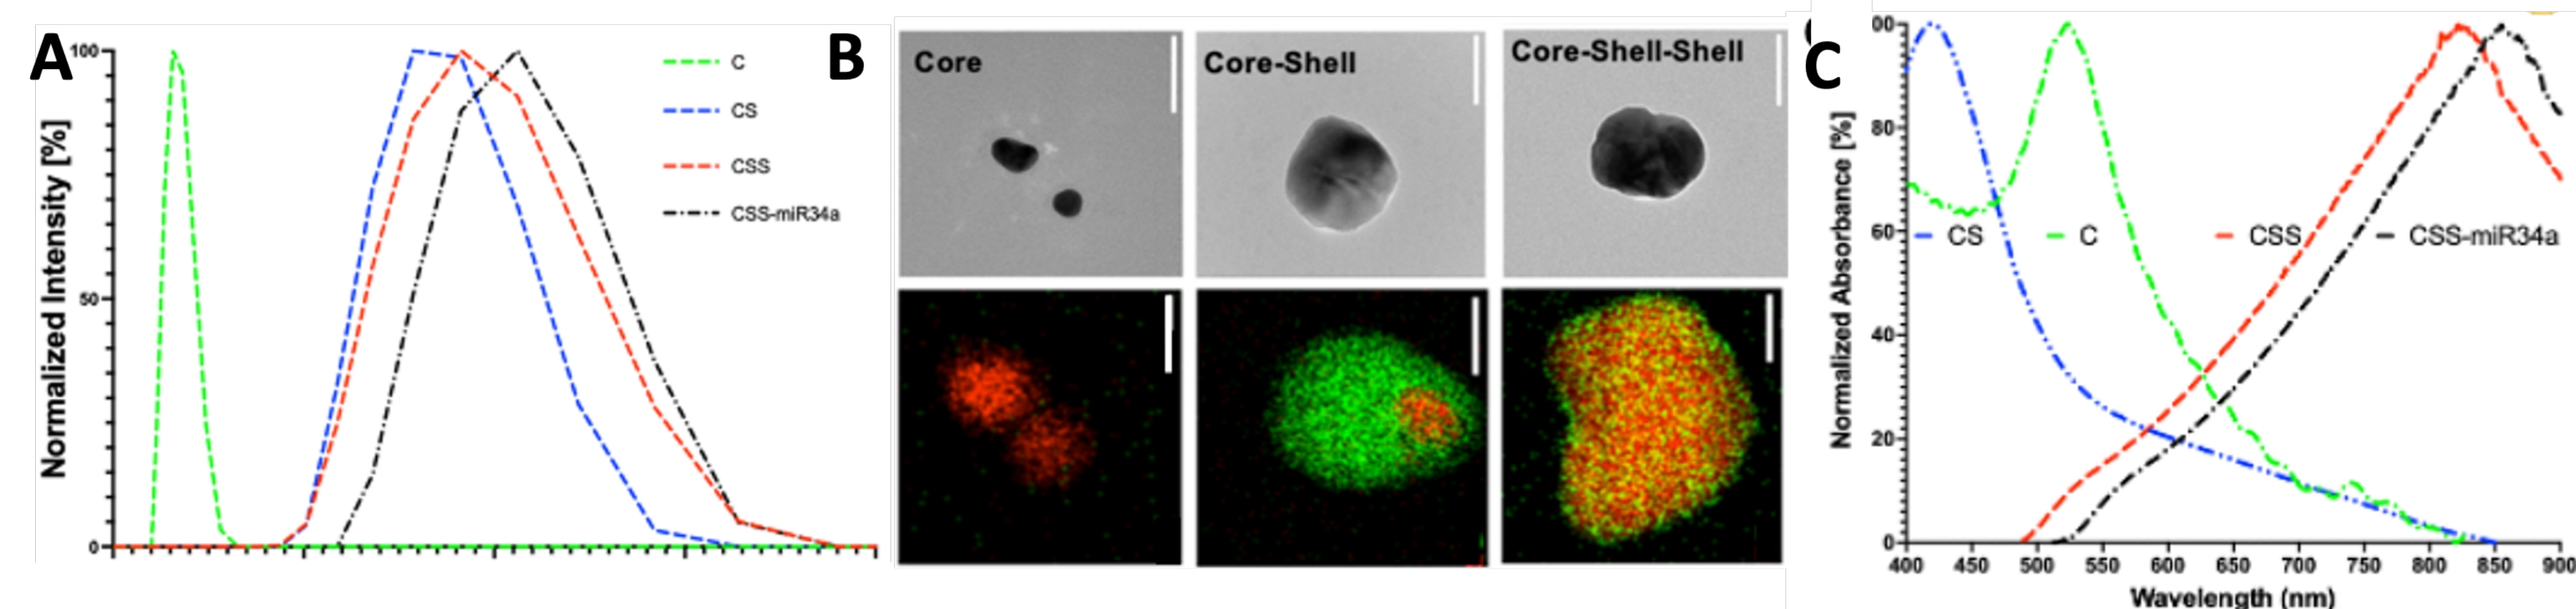 A
100
50
0
Normalized Intensity [%]
C
CS
CSS
CSS-miR34a
B
Core
Core-Shell
Core-Shell-Shell
C
00
80
60
40
20
0
Normalized Absorbance [%]
CS
C
CSS
CSS-miR34a
400 450 500 550 600 650 700 750 800 850 900
Wavelength (nm)